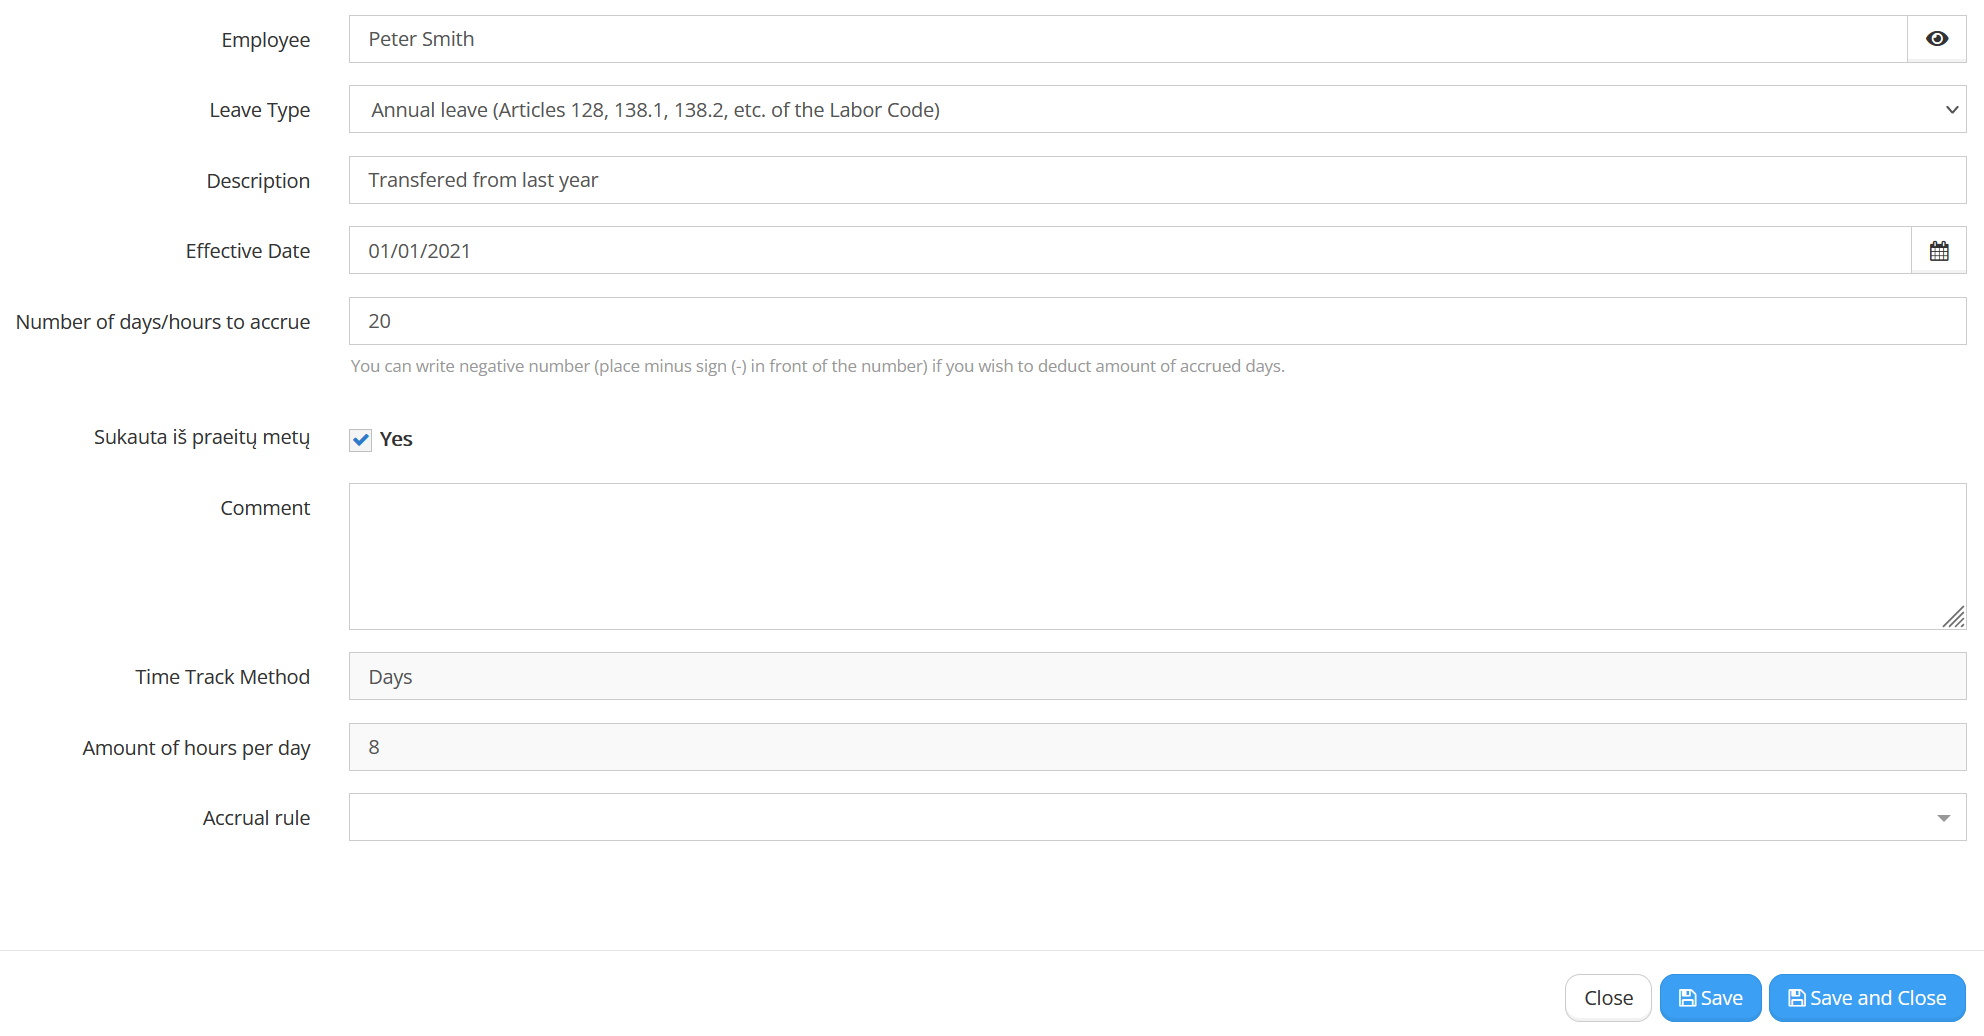 Employee Peter Smith
Leave Type Annual leave (Articles 128, 138.1, 138.2, etc. of the Labor Code)
Description Transfered from last year
Effective Date 01/01/2021
Number of days/hours to accrue 20
You can write negative number (place minus sign (-) in front of the number) if you wish to deduct amount of accrued days.
Sukauta iš praeitų metų Yes
Comment
Time Track Method Days
Amount of hours per day 8
Accrual rule
Close Save Save and Close